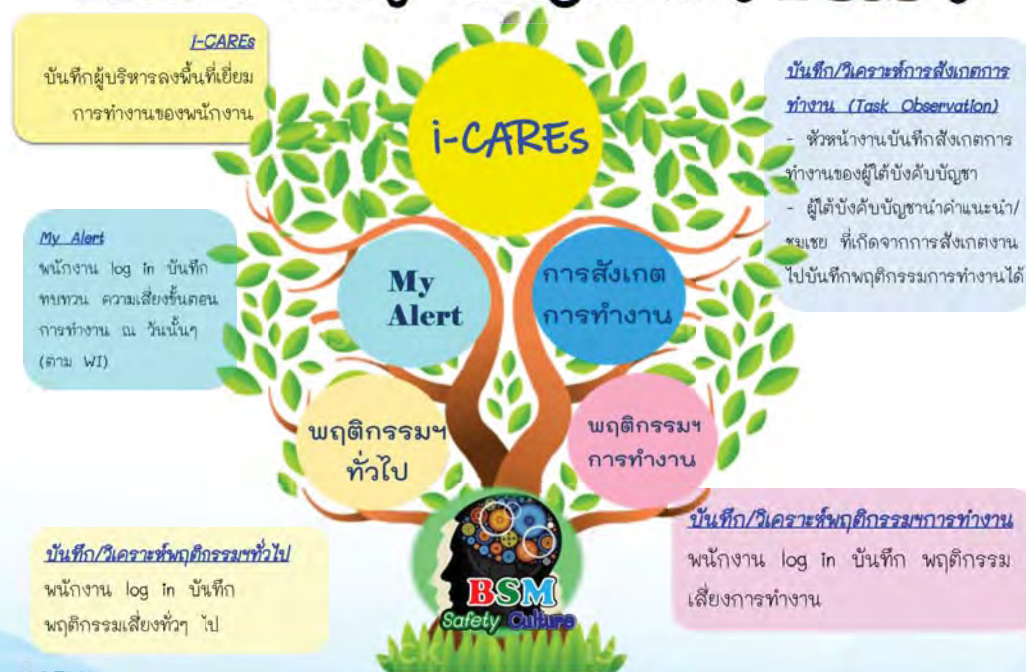 i-CAREs
บันทึกผู้บริหารลงพื้นที่เยี่ยม
การทำงานของพนักงาน
i-CAREs
บันทึก/วิเคราะห์การสังเกตการ
ทำงาน (Task Observation)
- หัวหน้างานบันทึกสังเกตการ
ทำงานของผู้ใต้บังคับบัญชา
- ผู้ใต้บังคับบัญชานำคำแนะนำ/
ชมเชย ที่เกิดจากการสังเกตงาน
ไปบันทึกพฤติกรรมการทำงานได้
My Alert
พนักงาน log in บันทึก
ทบทวน ความเสี่ยงขั้นตอน
การทำงาน ณ วันนั้นๆ
(ตาม WI)
My
Alert
การสังเกต
การทำงาน
พฤติกรรมฯ
ทั่วไป
พฤติกรรมฯ
การทำงาน
บันทึก/วิเคราะห์พฤติกรรมฯทั่วไป
พนักงาน log in บันทึก
พฤติกรรมเสี่ยงทั่วๆ ไป
BSM
Safety Culture
บันทึก/วิเคราะห์พฤติกรรมฯการทำงาน
พนักงาน log in บันทึก พฤติกรรม
เสี่ยงการทำงาน